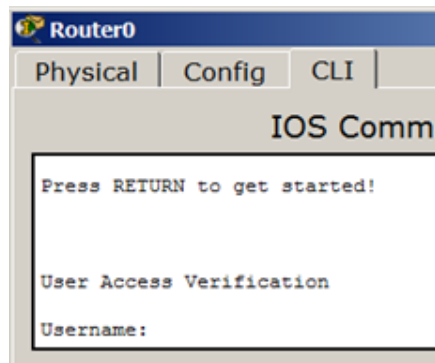 Router0
Physical Config CLI
IOS Comm
Press RETURN to get started!
User Access Verification
Username: